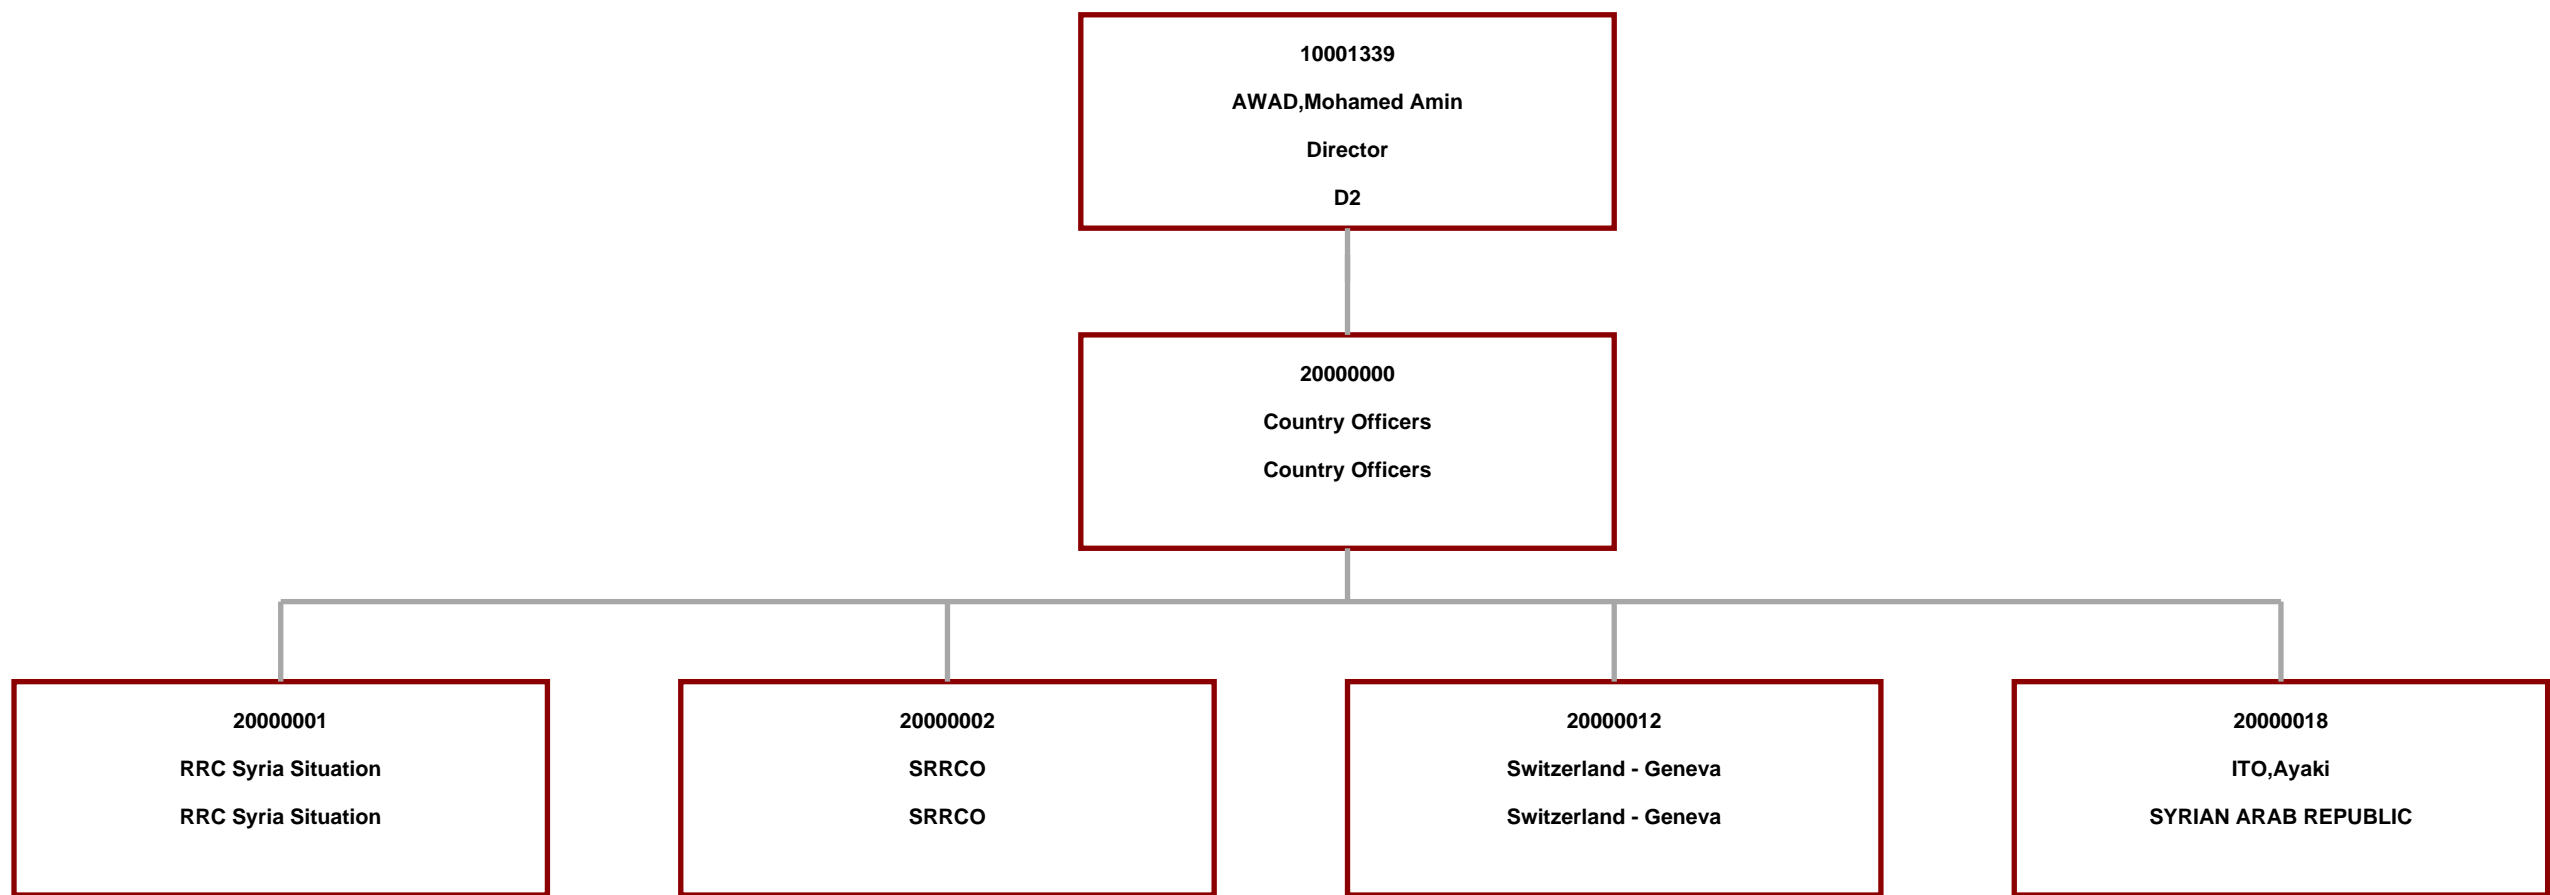 10001339
AWAD,Mohamed Amin
Director
D2
20000000
Country Officers
Country Officers
20000001
RRC Syria Situation
RRC Syria Situation
20000002
SRRCO
SRRCO
20000012
Switzerland - Geneva
Switzerland - Geneva
20000018
ITO,Ayaki
SYRIAN ARAB REPUBLIC